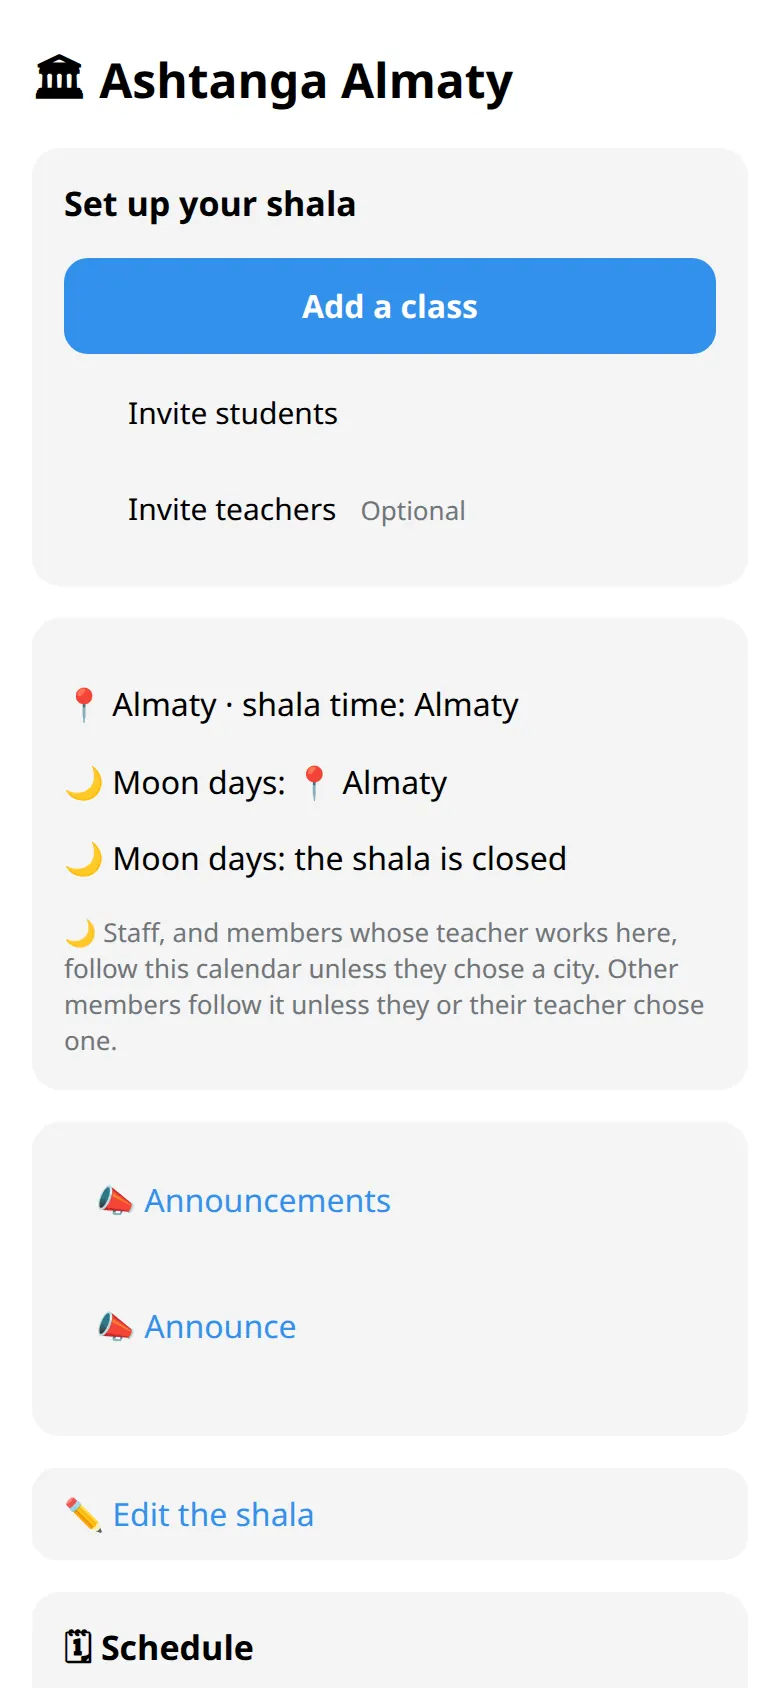 🏛 Ashtanga Almaty
Set up your shala
Add a class
Invite students
Invite teachers Optional
📍 Almaty · shala time: Almaty
🌙 Moon days: 📍 Almaty
🌙 Moon days: the shala is closed
🌙 Staff, and members whose teacher works here,
follow this calendar unless they chose a city. Other
members follow it unless they or their teacher chose
one.
📣 Announcements
📣 Announce
✏️ Edit the shala
🗓 Schedule